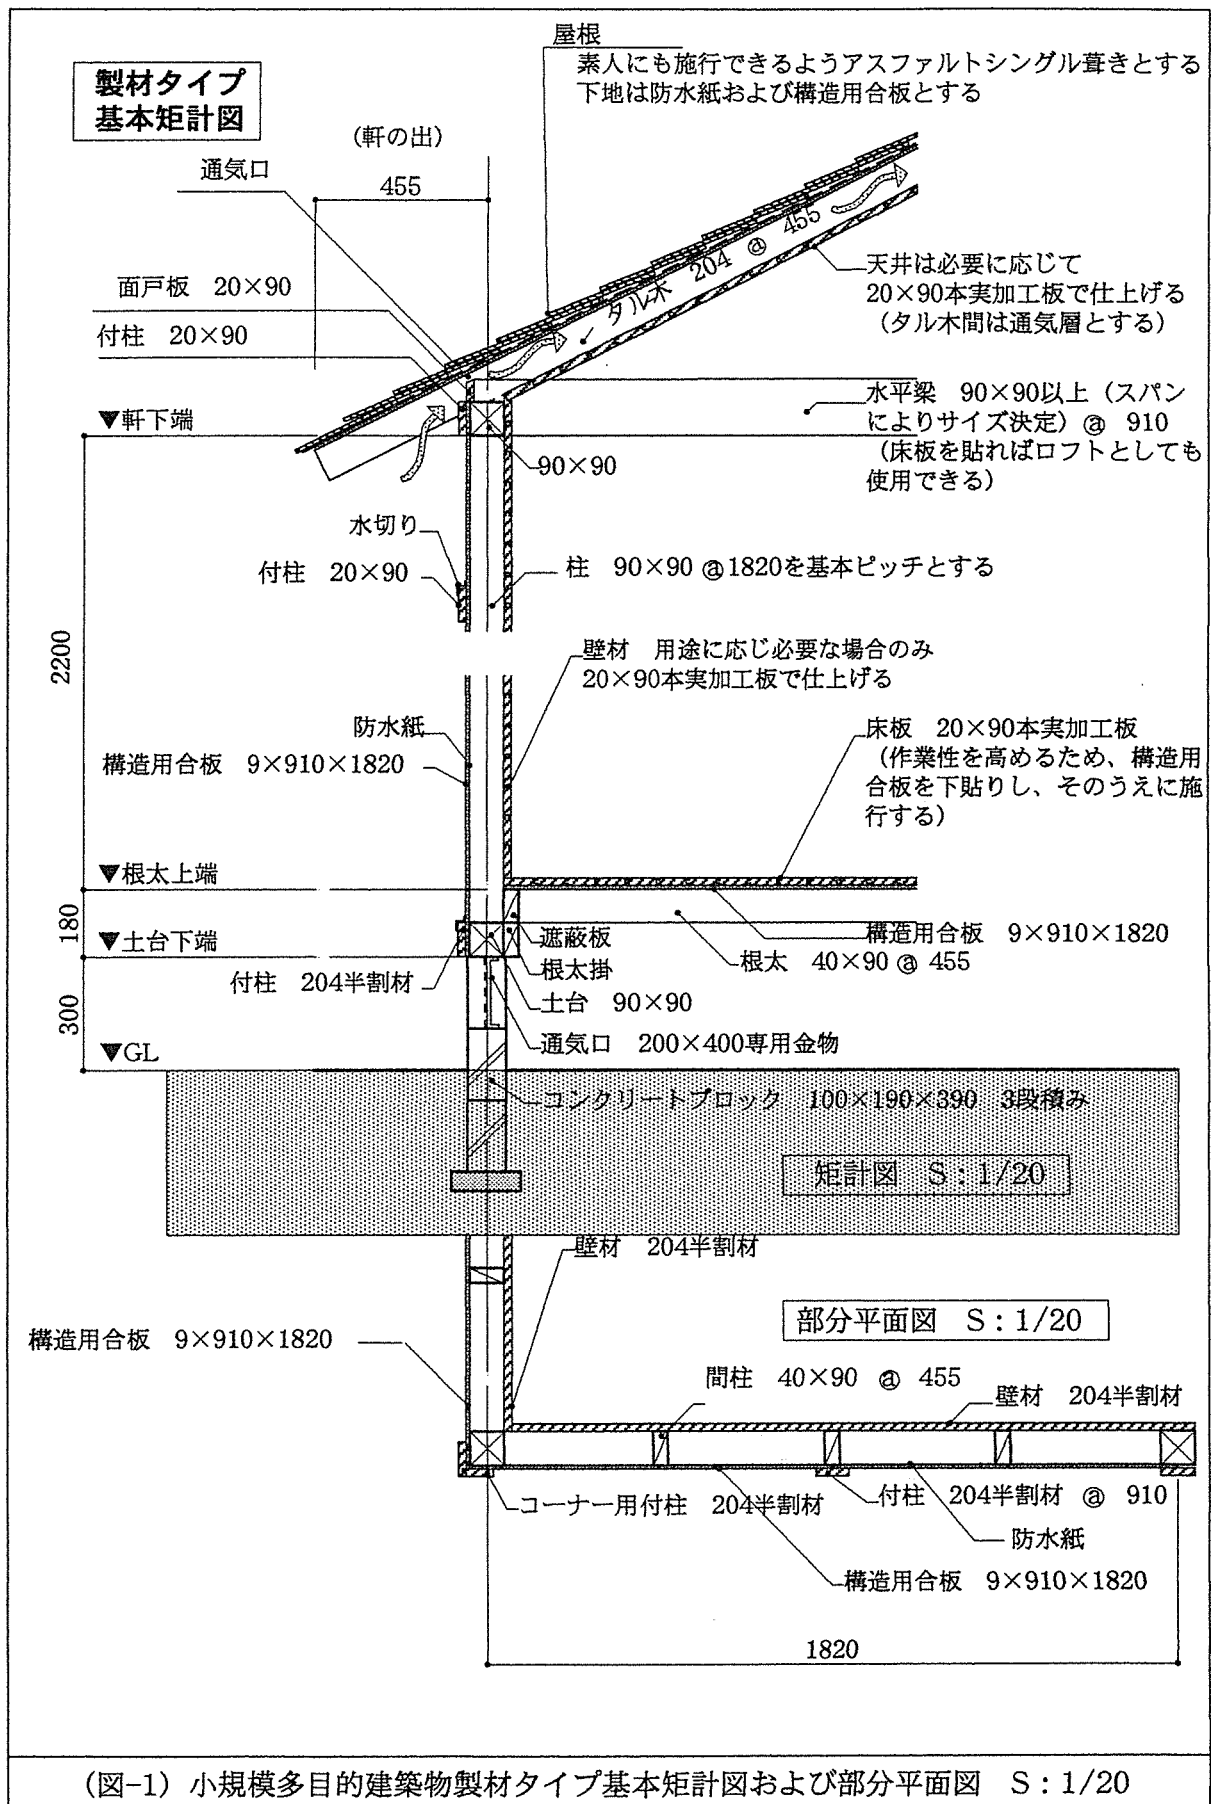 屋根
素人にも施行できるようアスファルトシングル葺きとする
下地は防水紙および構造用合板とする
製材タイプ
基本矩計図
（軒の出）
通気口
455
タル木 204 @ 455
天井は必要に応じて
20×90本実加工板で仕上げる
（タル木間は通気層とする）
面戸板 20×90
付柱 20×90
水平梁 90×90以上（スパン
によりサイズ決定）@ 910
（床板を貼ればロフトとしても
使用できる）
▼軒下端
90×90
水切り
付柱 20×90
柱 90×90 @1820を基本ピッチとする
2200
壁材 用途に応じ必要な場合のみ
20×90本実加工板で仕上げる
防水紙
構造用合板 9×910×1820
床板 20×90本実加工板
（作業性を高めるため、構造用
合板を下貼りし、そのうえに施
行する）
▼根太上端
180
▼土台下端
遮蔽板
構造用合板 9×910×1820
根太掛
根太 40×90 @ 455
付柱 204半割材
土台 90×90
300
通気口 200×400専用金物
▼GL
コンクリートブロック 100×190×390 3段積み
矩計図 S：1/20
壁材 204半割材
部分平面図 S：1/20
構造用合板 9×910×1820
間柱 40×90 @ 455
壁材 204半割材
コーナー用付柱 204半割材
付柱 204半割材 @ 910
防水紙
構造用合板 9×910×1820
1820
（図-1）小規模多目的建築物製材タイプ基本矩計図および部分平面図 S：1/20